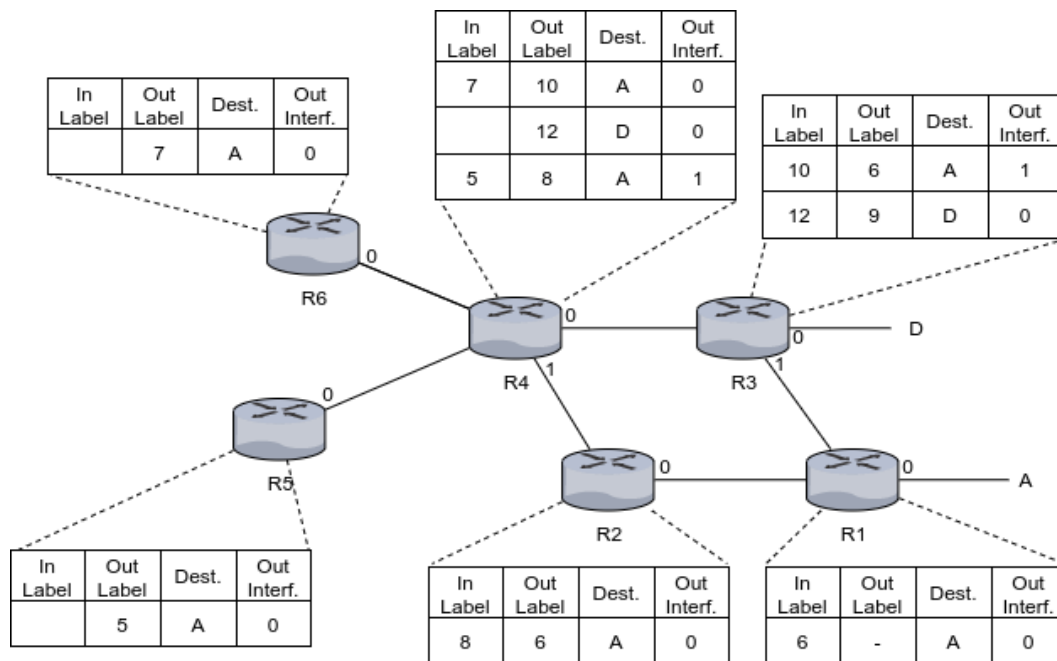 In Label Out Label Dest. Out Interf.
7 10 A 0
12 D 0
5 8 A 1
In Label Out Label Dest. Out Interf.
7 A 0
In Label Out Label Dest. Out Interf.
10 6 A 1
12 9 D 0
0
R6
0
R4
1
0
D
R3
1
0
R5
0
R2
0
A
R1
In Label Out Label Dest. Out Interf.
5 A 0
In Label Out Label Dest. Out Interf.
8 6 A 0
In Label Out Label Dest. Out Interf.
6 - A 0